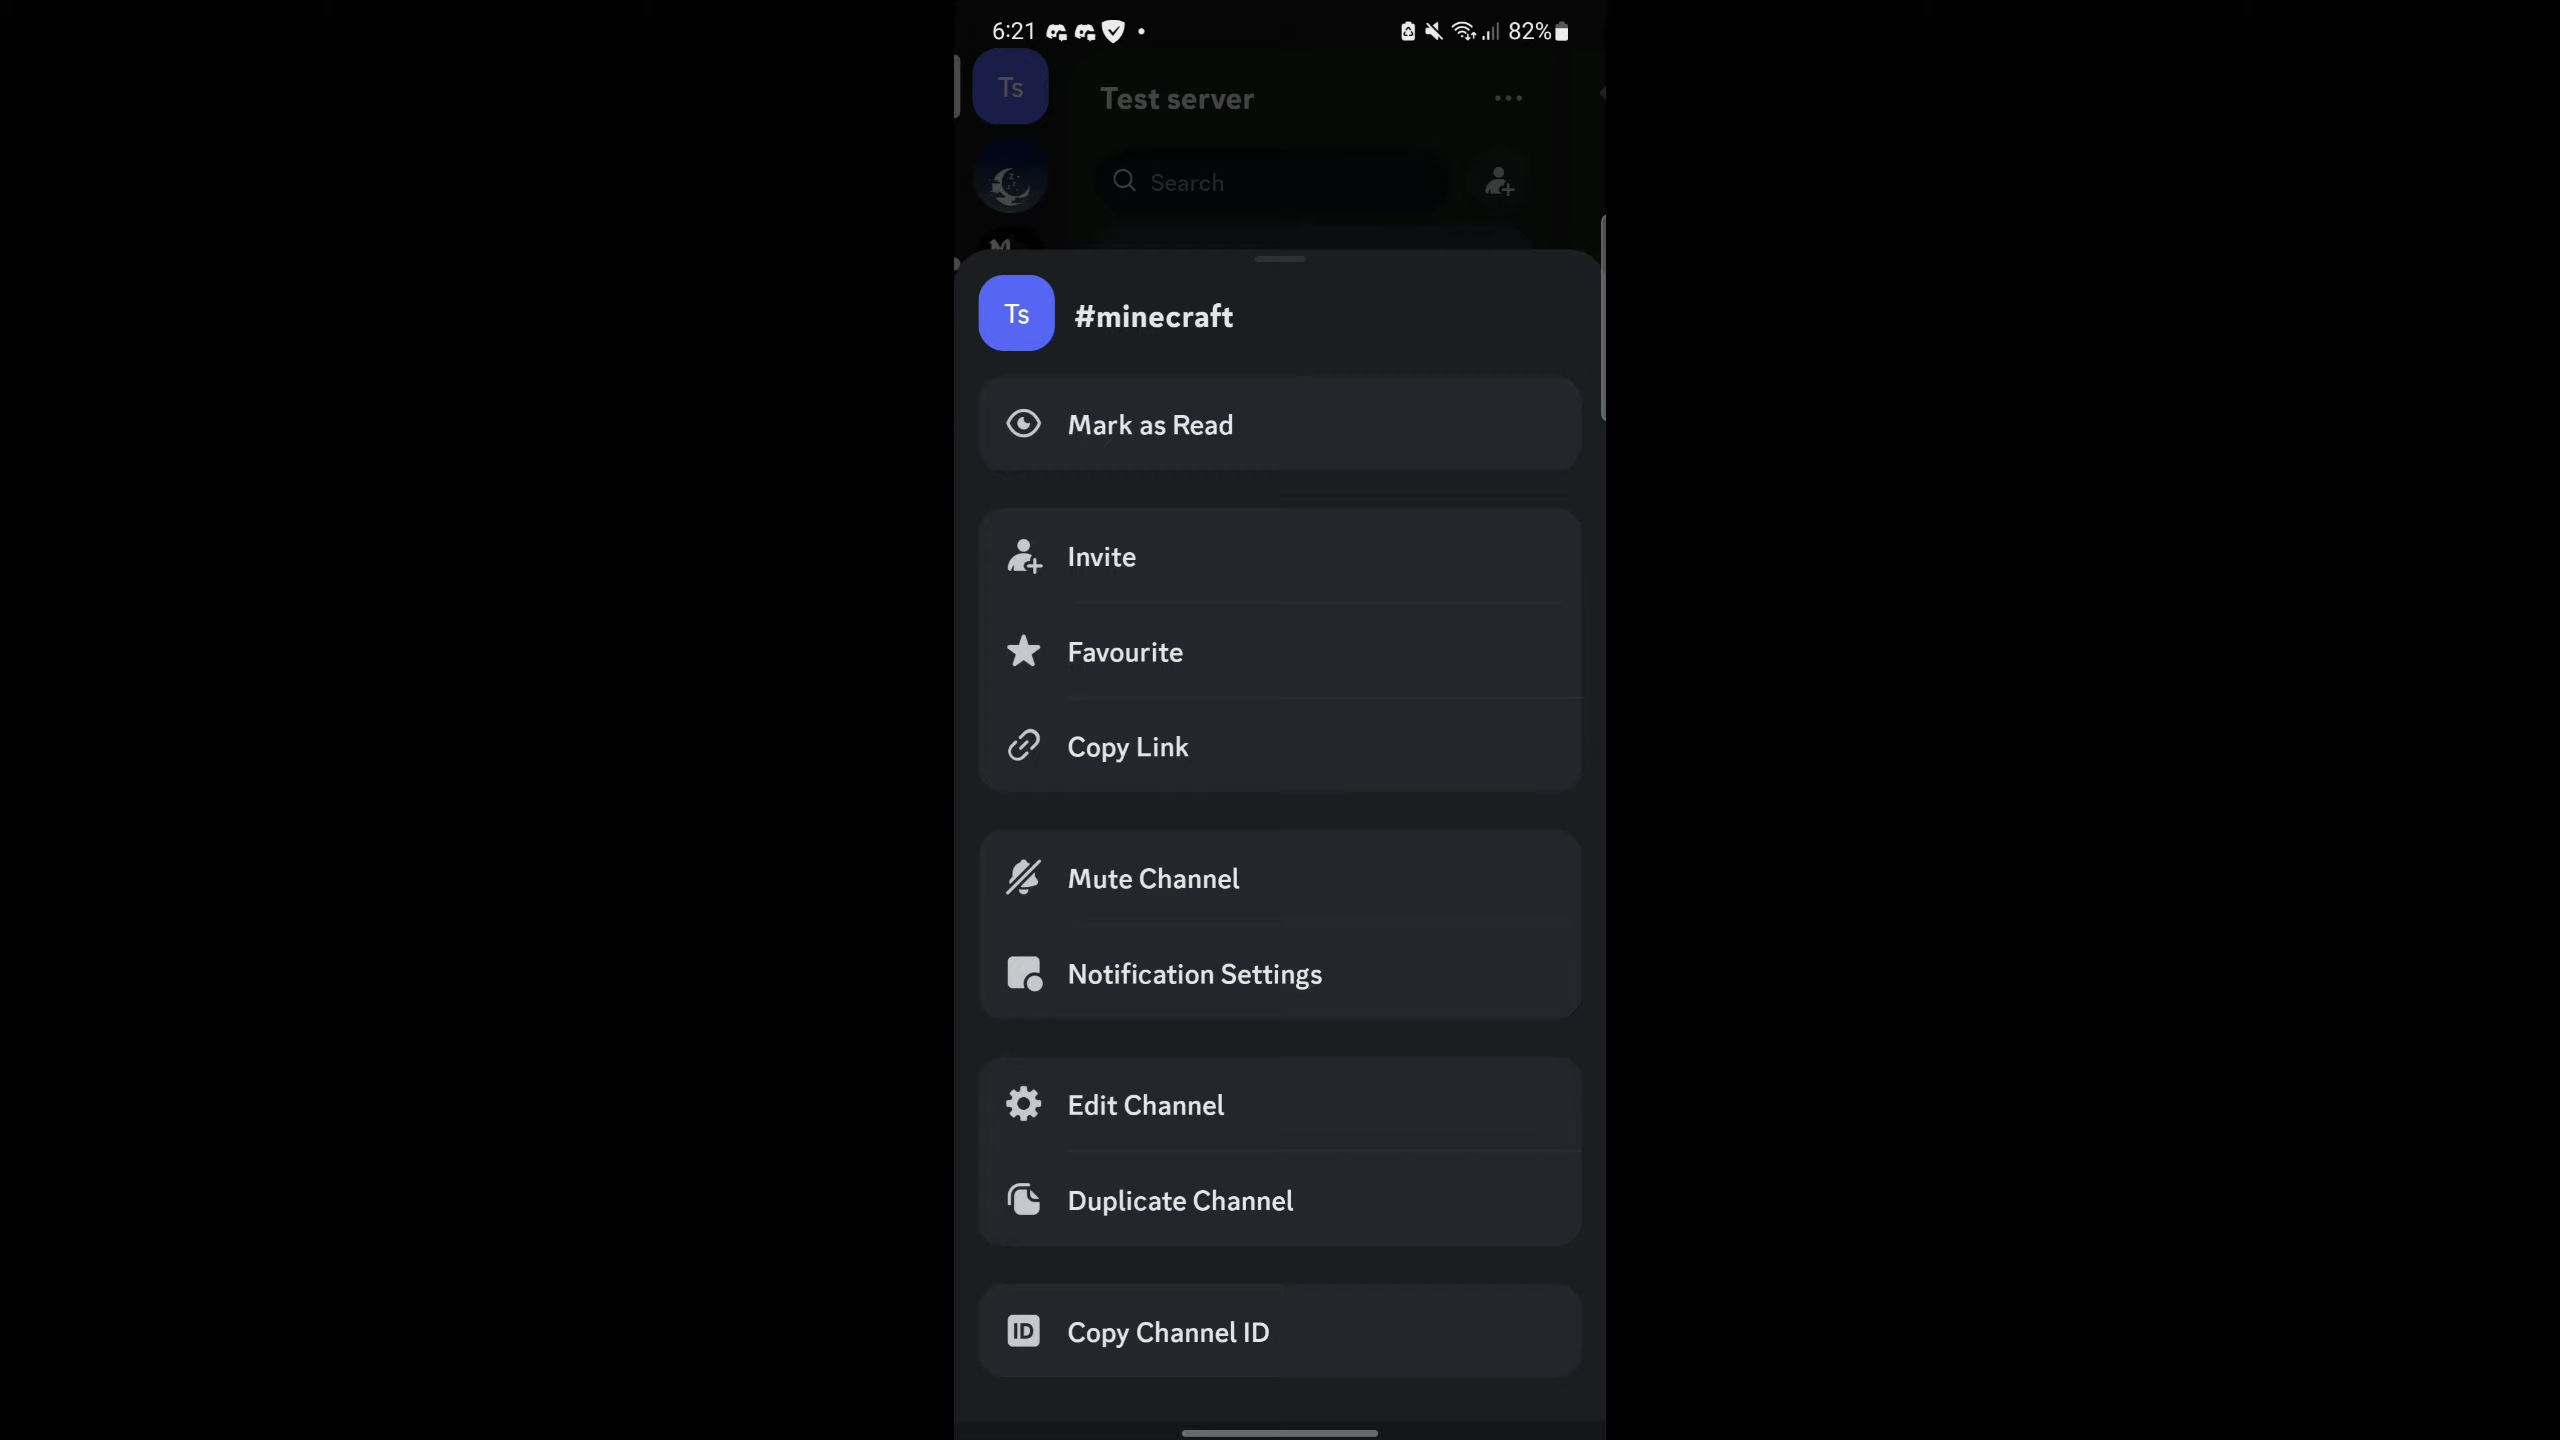 6:21 82%
Ts Test server
Search
M
Ts #minecraft
Mark as Read
Invite
Favourite
Copy Link
Mute Channel
Notification Settings
Edit Channel
Duplicate Channel
ID Copy Channel ID